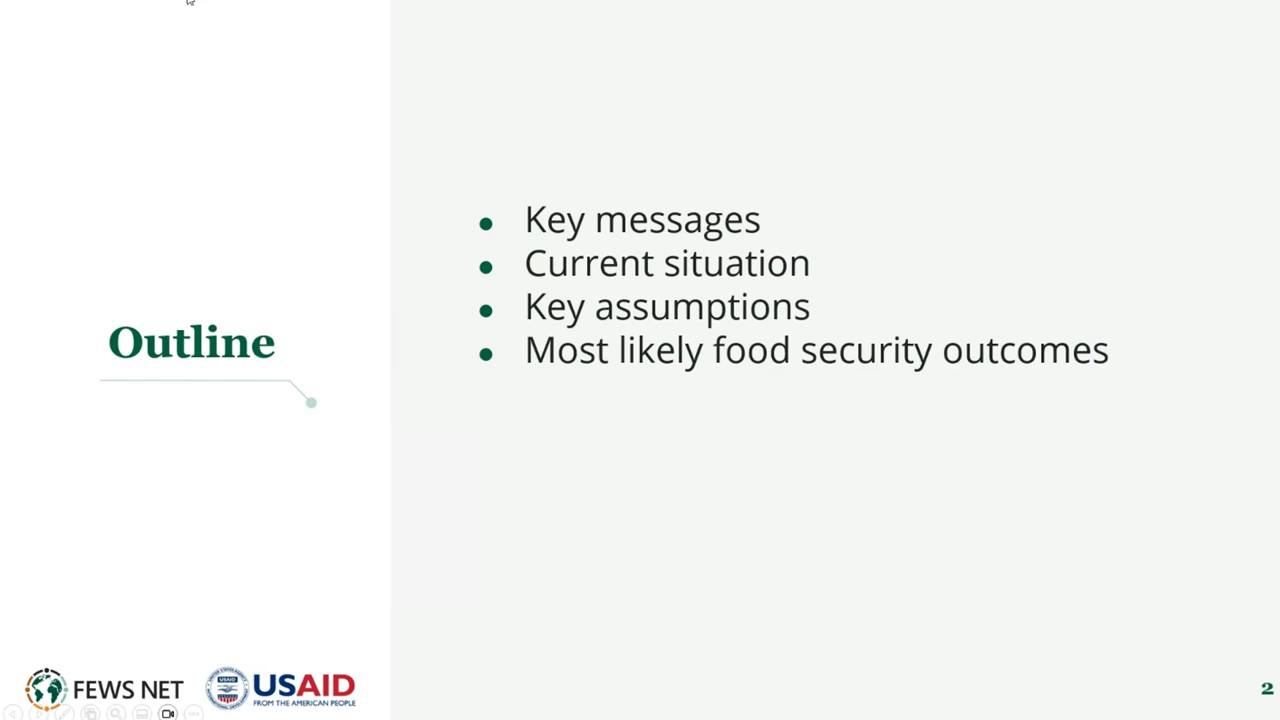 Outline
● Key messages
● Current situation
● Key assumptions
● Most likely food security outcomes
FEWS NET
USAID
FROM THE AMERICAN PEOPLE
2